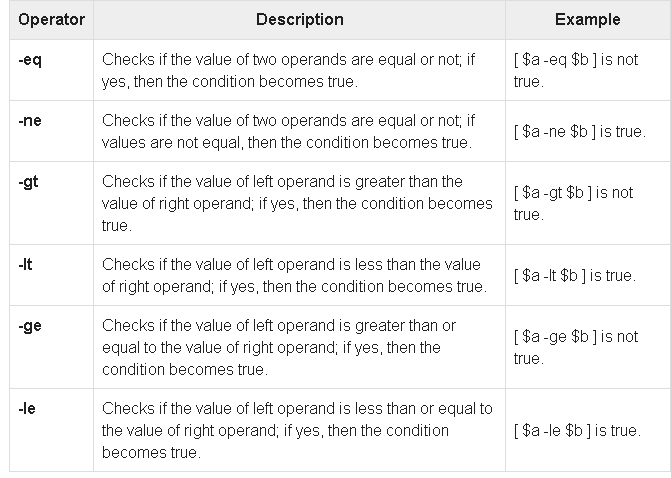 Operator Description Example
-eq Checks if the value of two operands are equal or not; if [ $a -eq $b ] is not
yes, then the condition becomes true. true.
-ne Checks if the value of two operands are equal or not; if
values are not equal, then the condition becomes true. [ $a -ne $b ] is true.
-gt Checks if the value of left operand is greater than the
value of right operand; if yes, then the condition becomes [ $a -gt $b ] is not
true. true.
-lt Checks if the value of left operand is less than the value
of right operand; if yes, then the condition becomes true. [ $a -lt $b ] is true.
-ge Checks if the value of left operand is greater than or
equal to the value of right operand; if yes, then the [ $a -ge $b ] is not
condition becomes true. true.
-le Checks if the value of left operand is less than or equal to
the value of right operand; if yes, then the condition [ $a -le $b ] is true.
becomes true.